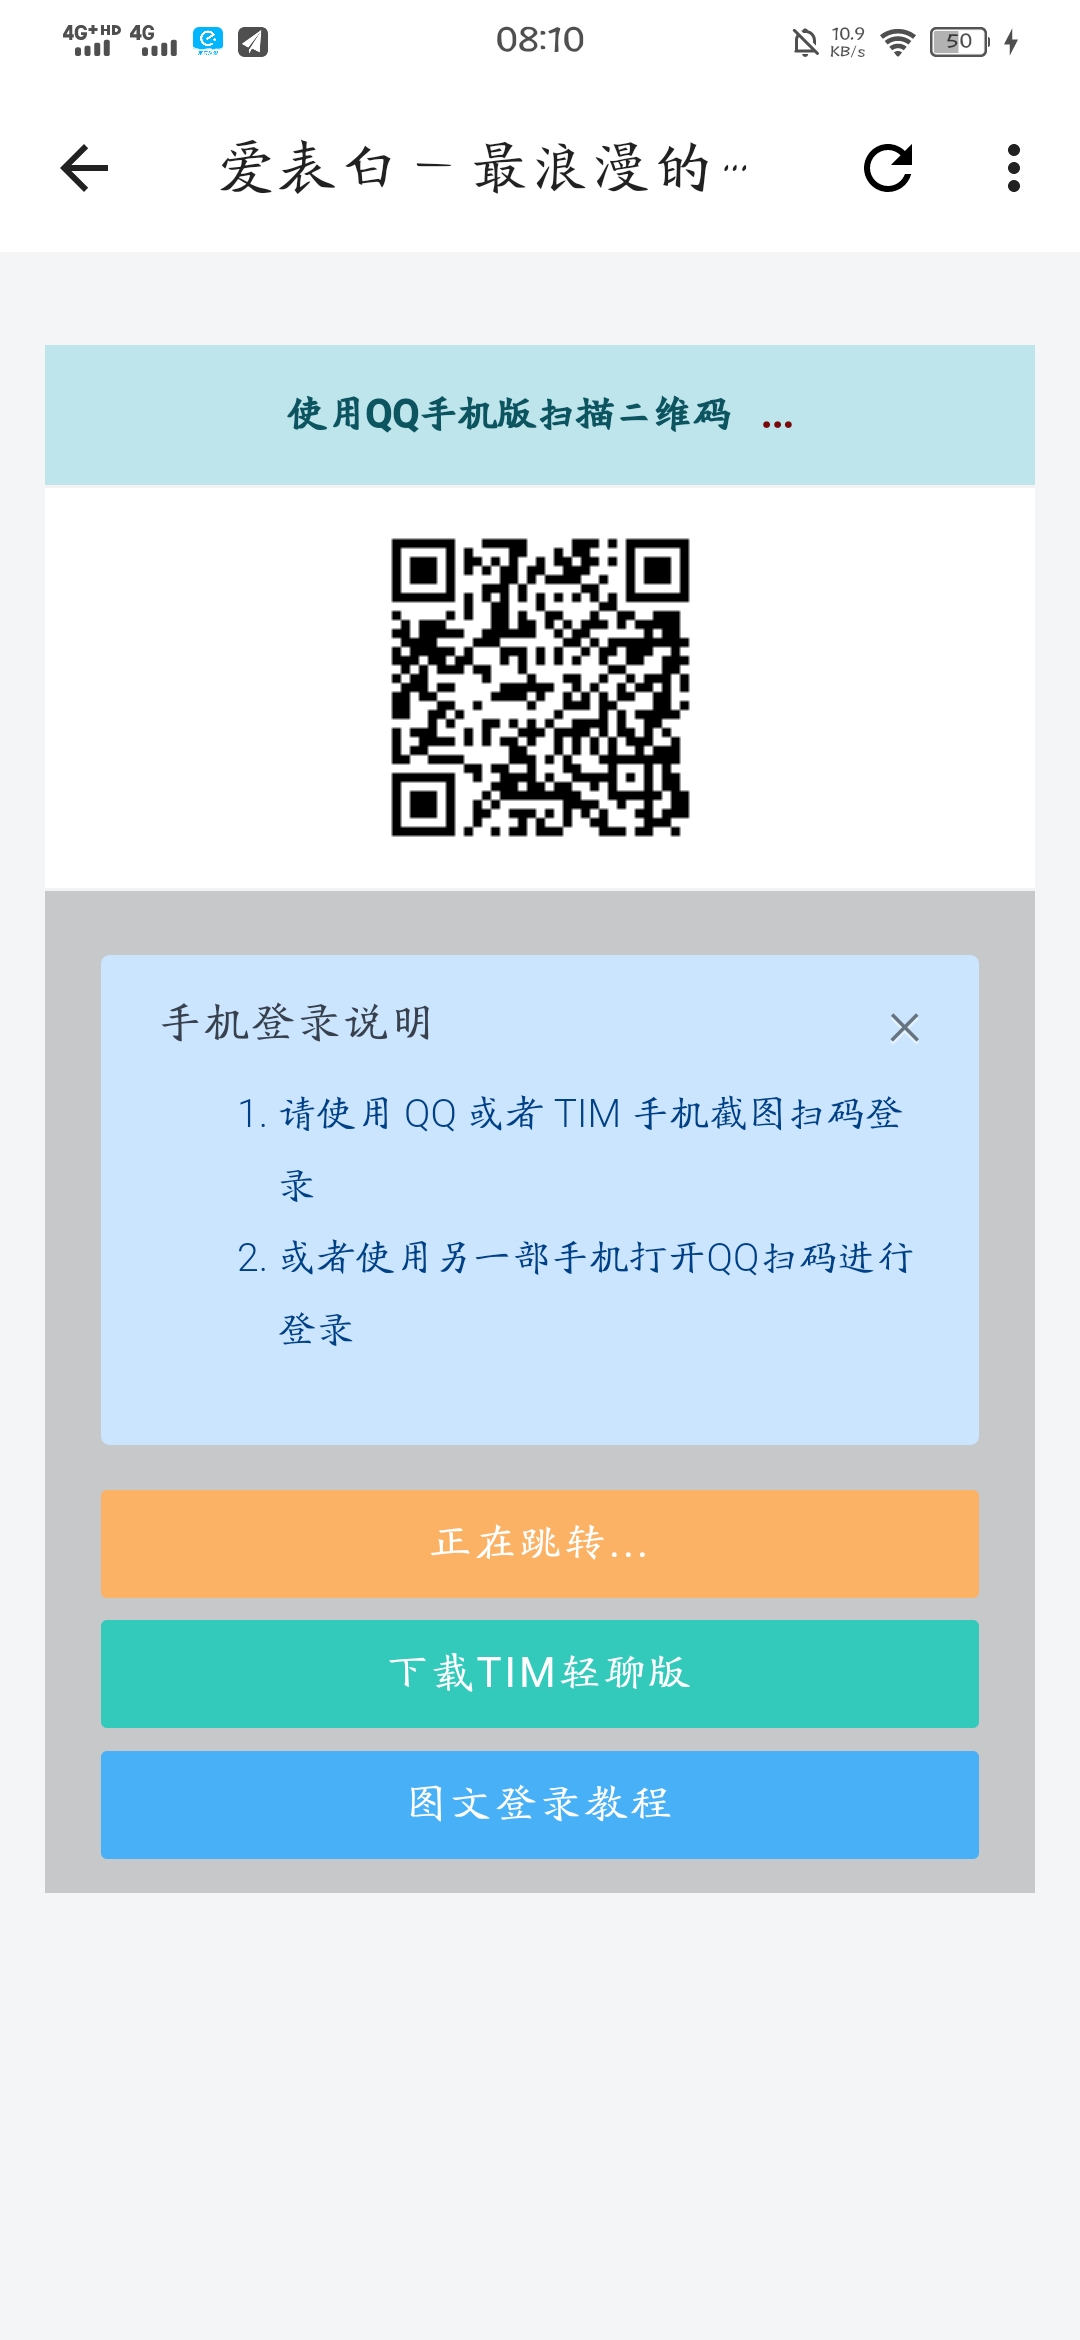 4G+HD 4G 08:10 10.9 KB/s 50
爱表白 — 最浪漫的…
使用QQ手机版扫描二维码 ...
手机登录说明
1. 请使用 QQ 或者 TIM 手机截图扫码登
录
2. 或者使用另一部手机打开QQ扫码进行
登录
正在跳转...
下载TIM轻聊版
图文登录教程